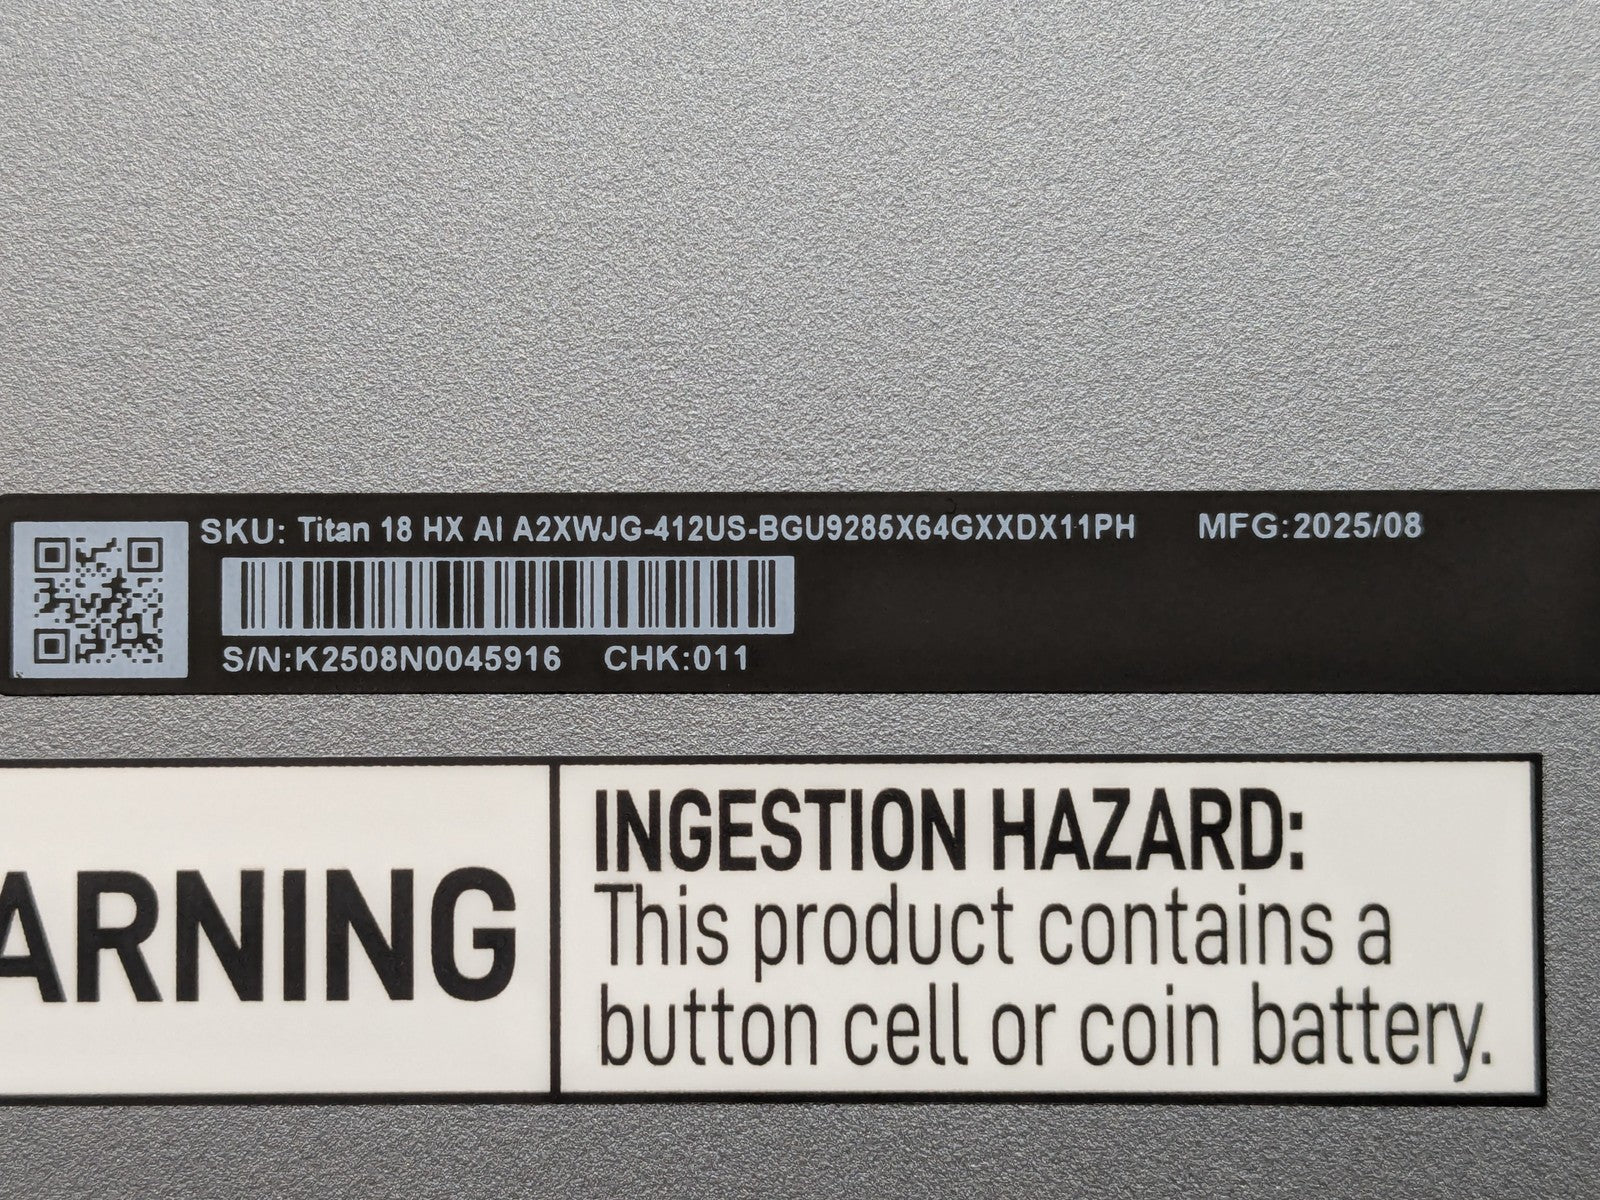 SKU: Titan 18 HX AI A2XWJG-412US-BGU9285X64GXXDX11PH MFG:2025/08
S/N:K2508N0045916 CHK:011
ARNING
INGESTION HAZARD:
This product contains a
button cell or coin battery.